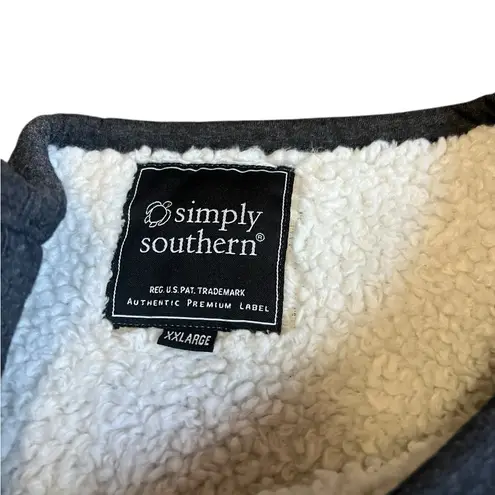 simply
southern®
REG. U.S. PAT. TRADEMARK
AUTHENTIC PREMIUM LABEL
XXLARGE